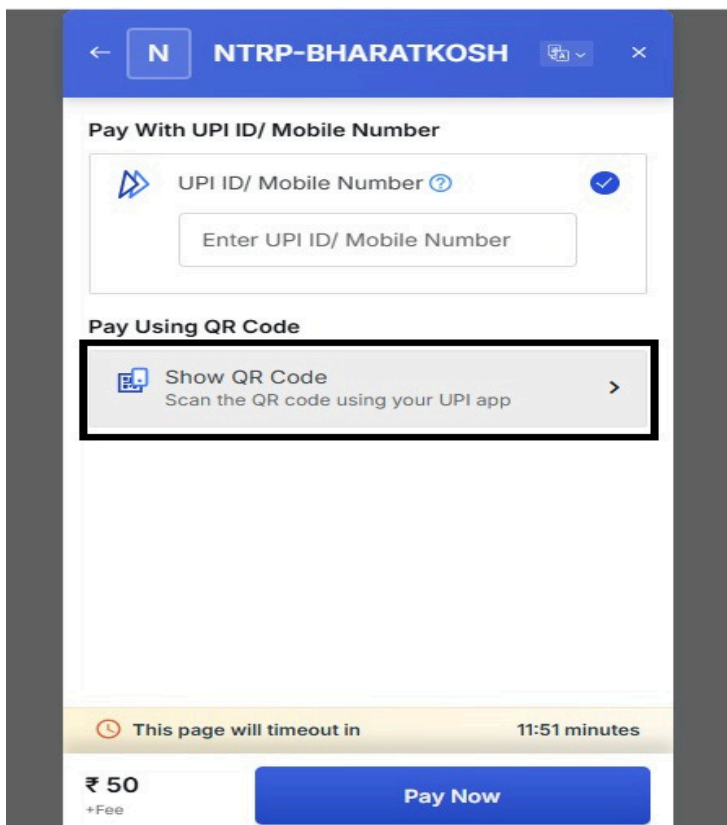 N NTRP-BHARATKOSH
Pay With UPI ID/ Mobile Number
UPI ID/ Mobile Number
Enter UPI ID/ Mobile Number
Pay Using QR Code
Show QR Code
Scan the QR code using your UPI app
This page will timeout in 11:51 minutes
₹ 50
+Fee
Pay Now